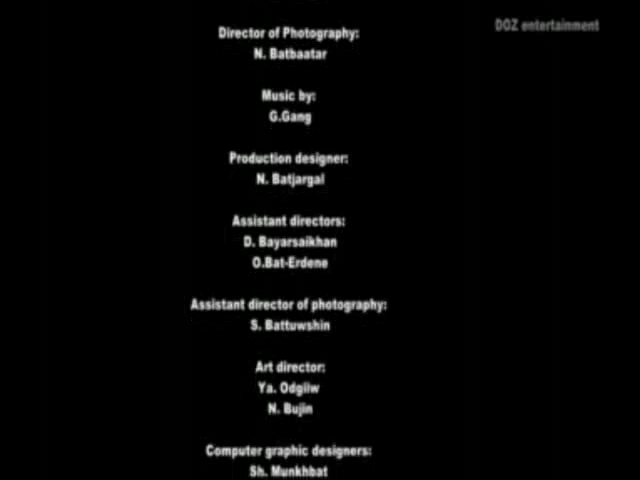 DOZ entertainment
Director of Photography:
N. Batbaatar
Music by:
G.Gang
Production designer:
N. Batjargal
Assistant directors:
D. Bayarsaikhan
O.Bat-Erdene
Assistant director of photography:
S. Battuwshin
Art director:
Ya. Odgiiw
N. Bujin
Computer graphic designers:
Sh. Munkhbat